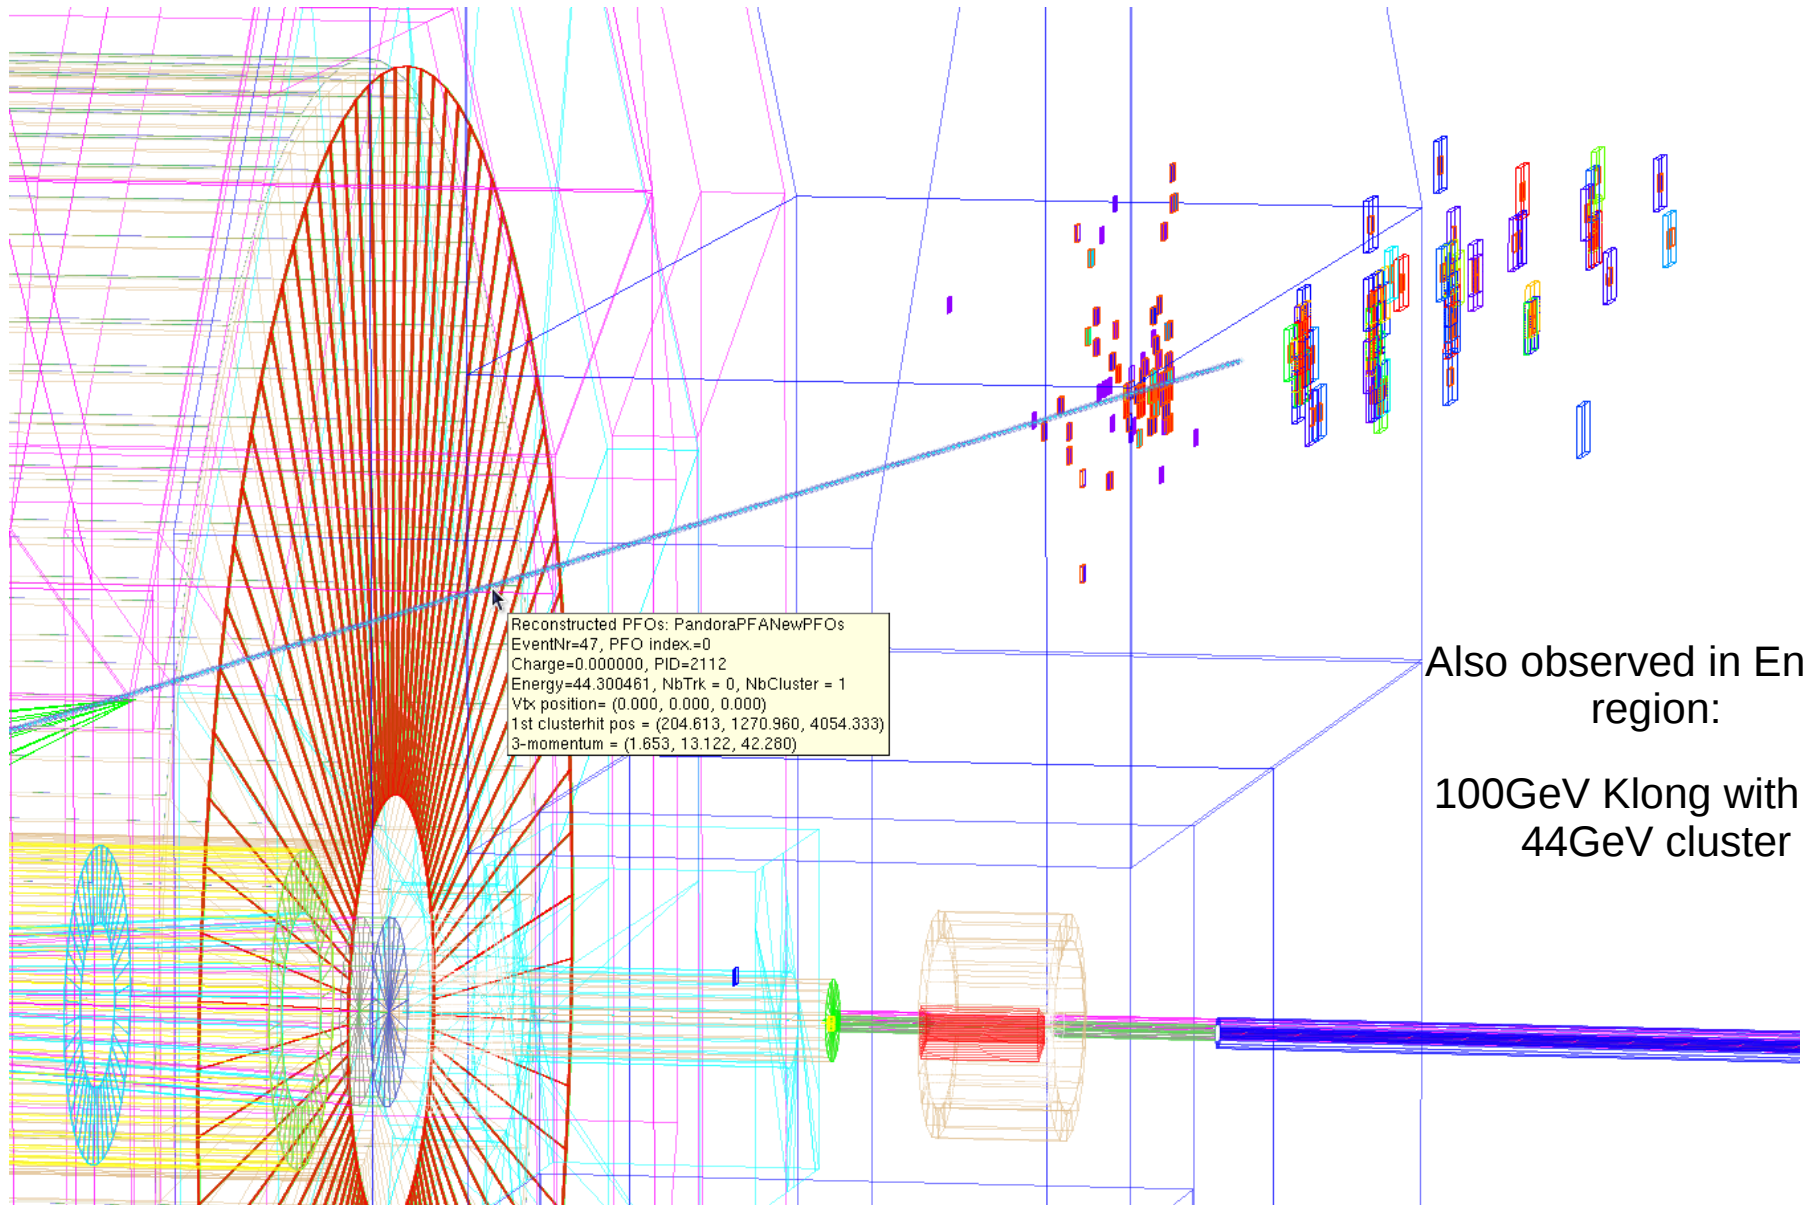 Reconstructed PFOs: PandoraPFANewPFOs
EventNr=47, PFO index.=0
Charge=0.000000, PID=2112
Energy=44.300461, NbTrk = 0, NbCluster = 1
Vtx position= (0.000, 0.000, 0.000)
1st clusterhit pos = (204.613, 1270.960, 4054.333)
3-momentum = (1.653, 13.122, 42.280)
Also observed in En
region:
100GeV Klong with
44GeV cluster